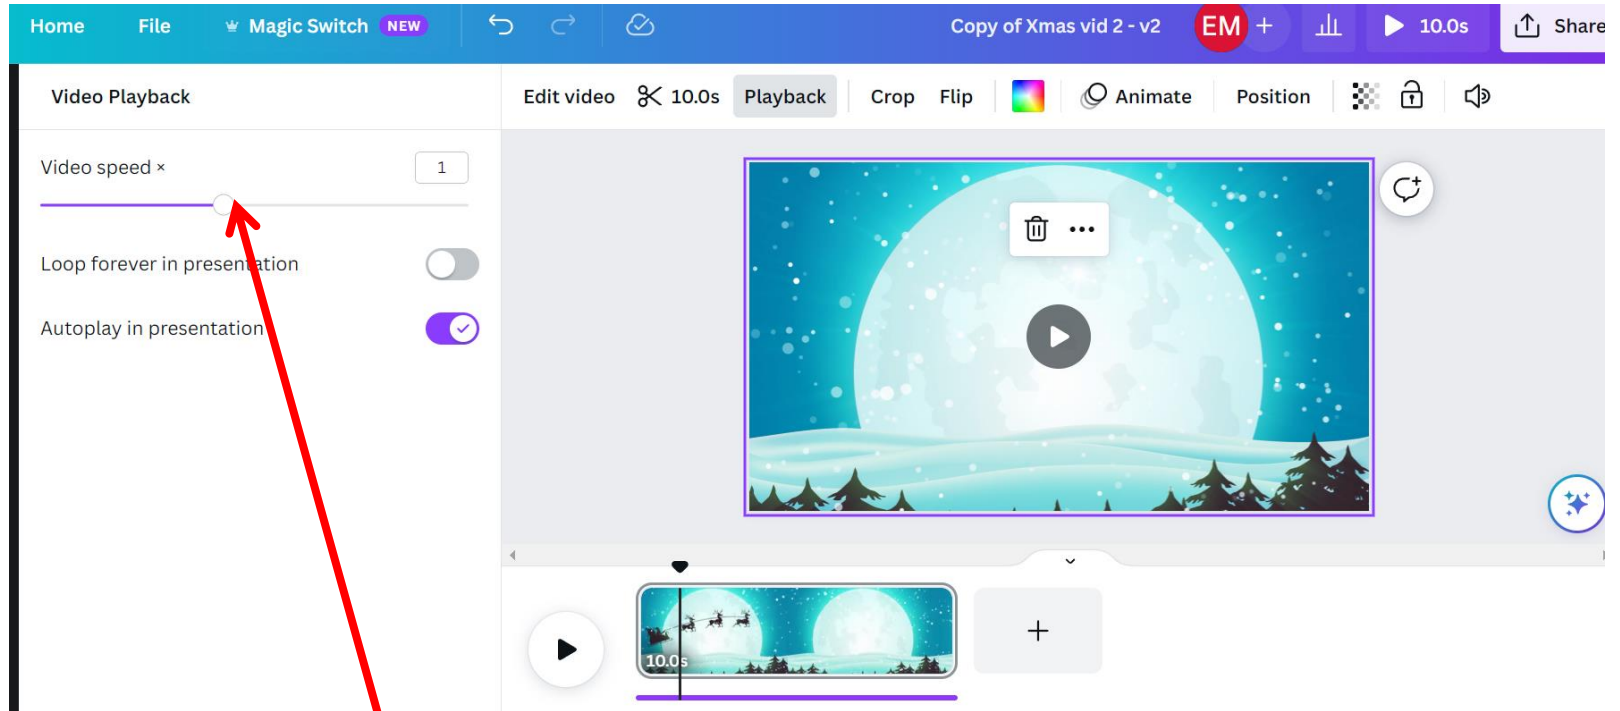 Home File Magic Switch NEW Copy of Xmas vid 2 - v2 EM + 10.0s Share
Video Playback
Edit video 10.0s Playback Crop Flip Animate Position
Video speed × 1
Loop forever in presentation
Autoplay in presentation
10.0s